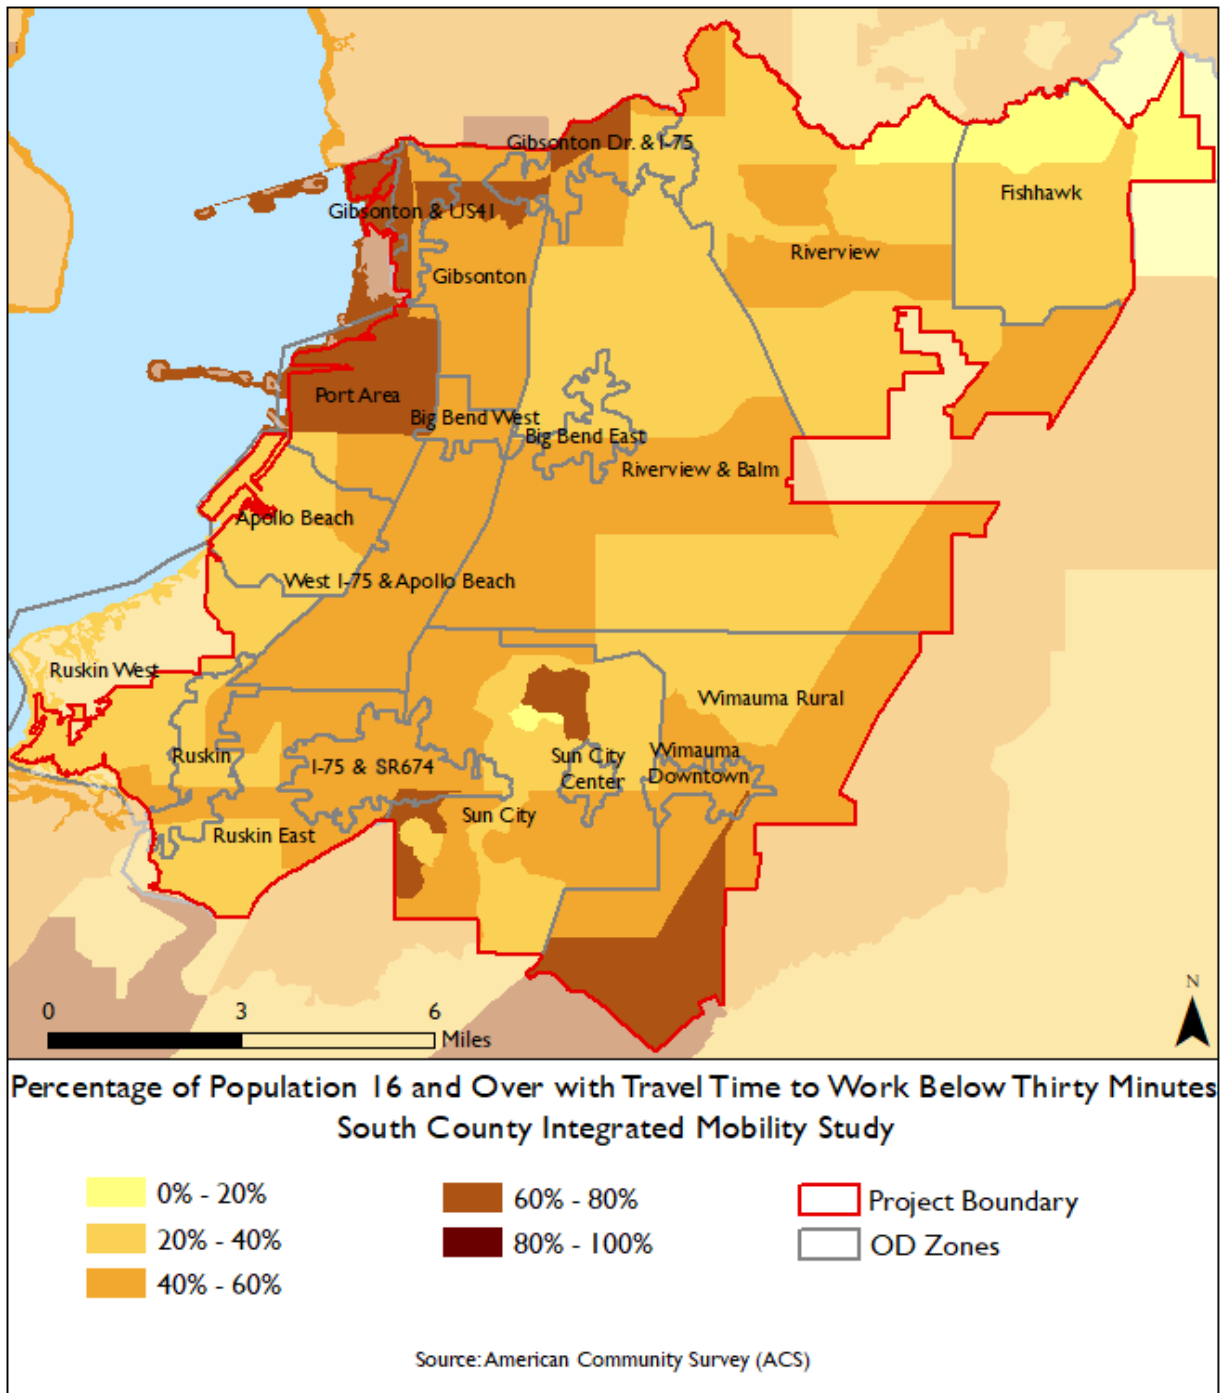 Gibsonton Dr. & I-75
Fishhawk
Gibsonton & US41
Riverview
Gibsonton
Port Area
Big Bend West
Big Bend East
Riverview & Balm
Apollo Beach
West I-75 & Apollo Beach
Ruskin West
Wimauma Rural
Ruskin
I-75 & SR674
Sun City
Center
Wimauma
Downtown
Sun City
Ruskin East
0 3 6
Miles
N
Percentage of Population 16 and Over with Travel Time to Work Below Thirty Minutes
South County Integrated Mobility Study
0% - 20%
20% - 40%
40% - 60%
60% - 80%
80% - 100%
Project Boundary
OD Zones
Source: American Community Survey (ACS)